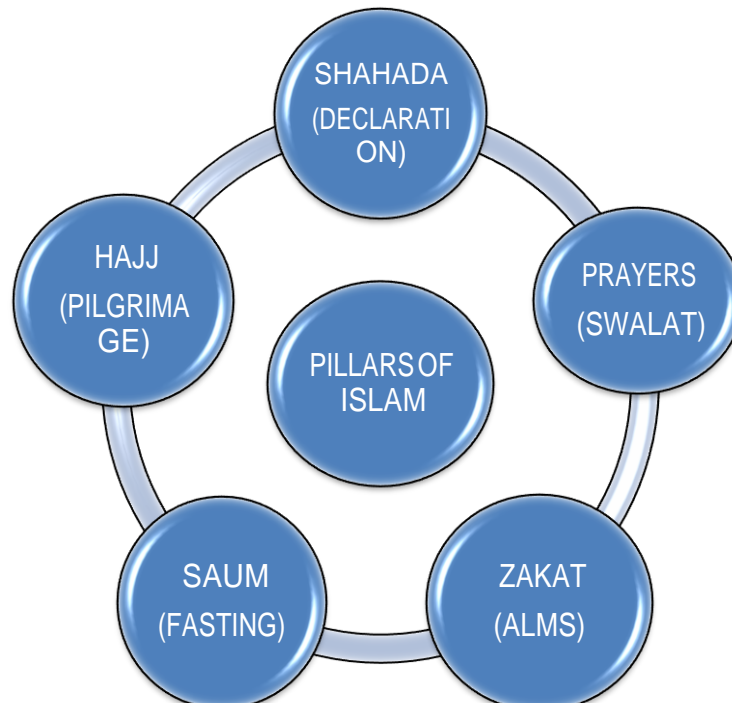 SHAHADA
(DECLARATI
ON)
PRAYERS
(SWALAT)
ZAKAT
(ALMS)
SAUM
(FASTING)
HAJJ
(PILGRIMA
GE)
PILLARS OF
ISLAM